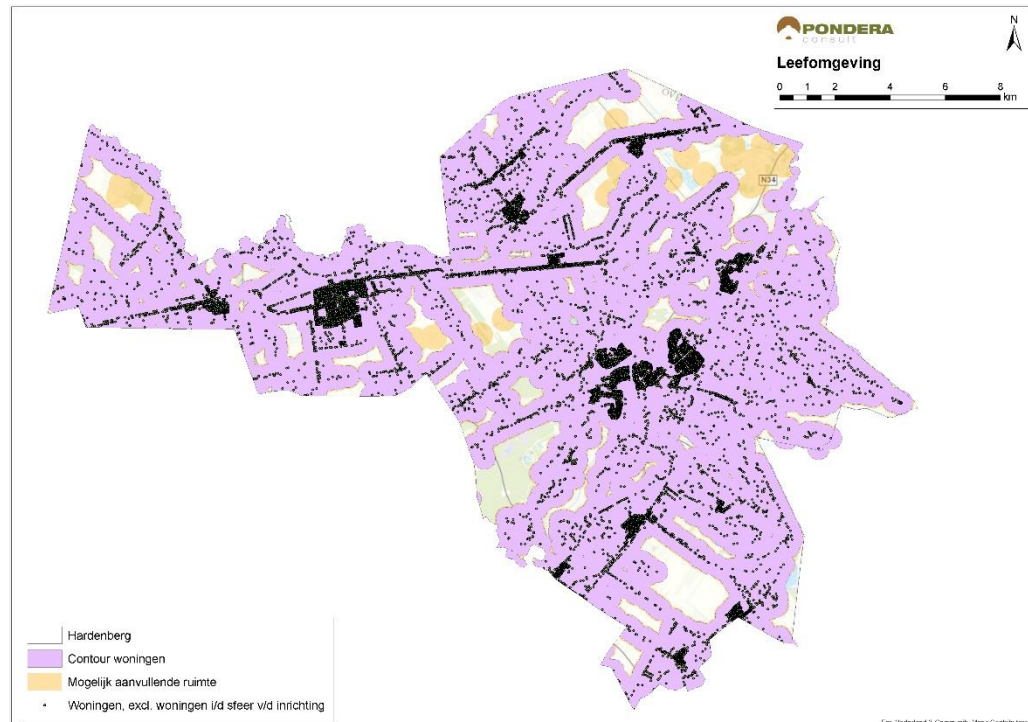 PONDERA
consult
N
Leefomgeving
0 1 2 4 6 8
km
N34
Hardenberg
Contour woningen
Mogelijk aanvullende ruimte
Woningen, excl. woningen i/d sfeer v/d inrichting